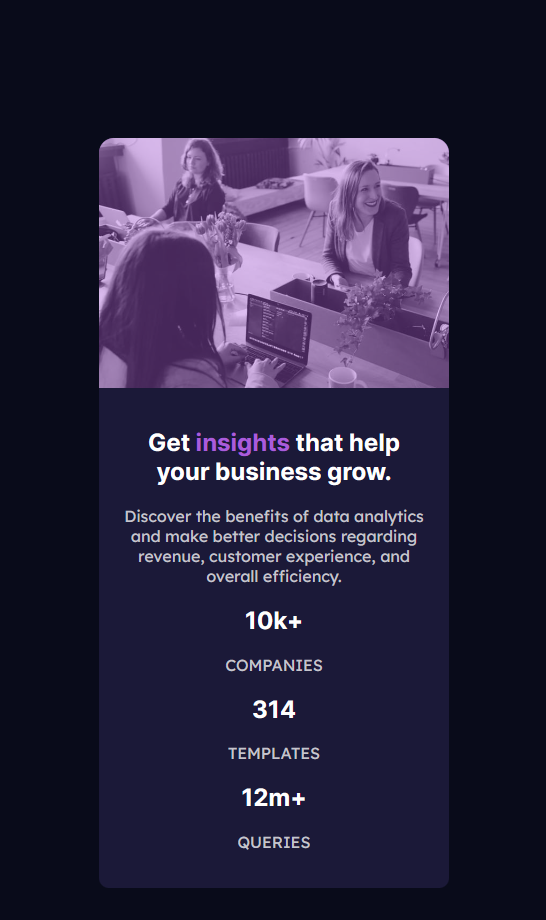 Get insights that help
your business grow.
Discover the benefits of data analytics
and make better decisions regarding
revenue, customer experience, and
overall efficiency.
10k+
COMPANIES
314
TEMPLATES
12m+
QUERIES